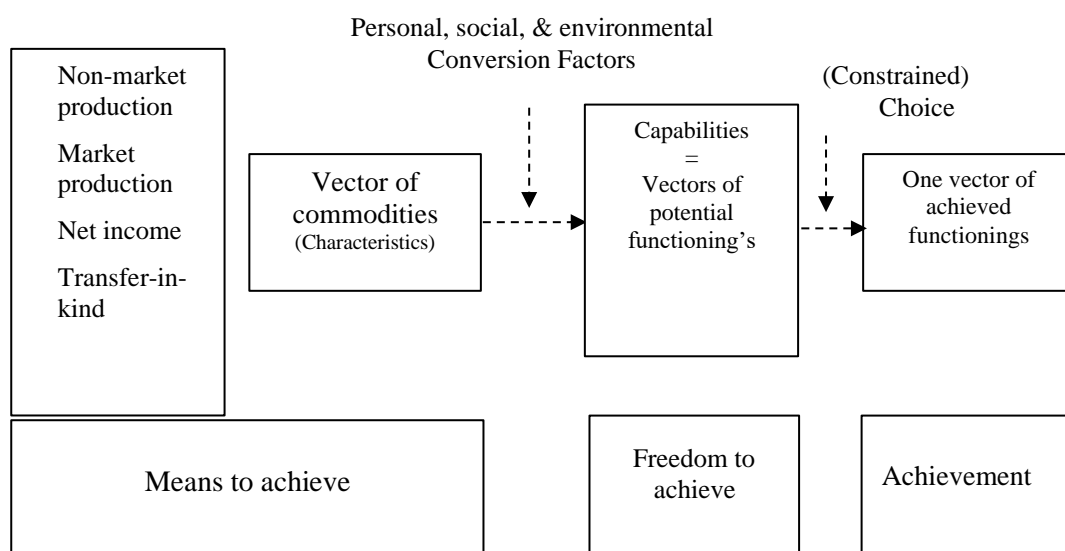 Personal, social, & environmental
Conversion Factors
Non-market
production
Market
production
Net income
Transfer-in-
kind
Vector of
commodities
(Characteristics)
Capabilities
=
Vectors of
potential
functioning’s
(Constrained)
Choice
One vector of
achieved
functionings
Means to achieve
Freedom to
achieve
Achievement